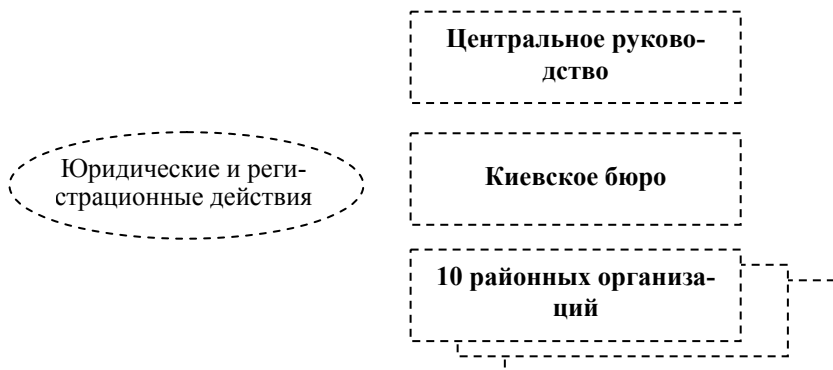 Центральное руково-
дство
Юридические и реги-
страционные действия
Киевское бюро
10 районных организа-
ций